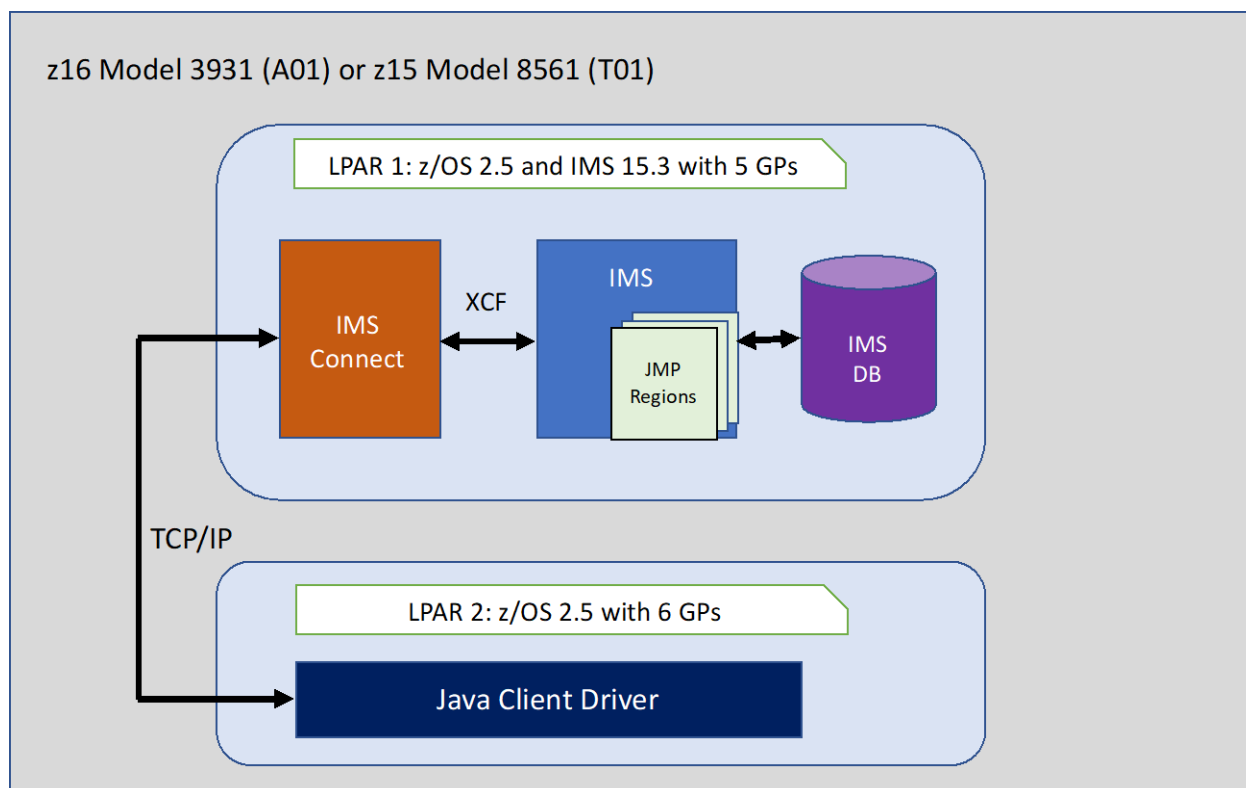 z16 Model 3931 (A01) or z15 Model 8561 (T01)
LPAR 1: z/OS 2.5 and IMS 15.3 with 5 GPs
IMS
Connect
XCF
IMS
JMP
Regions
IMS
DB
TCP/IP
LPAR 2: z/OS 2.5 with 6 GPs
Java Client Driver